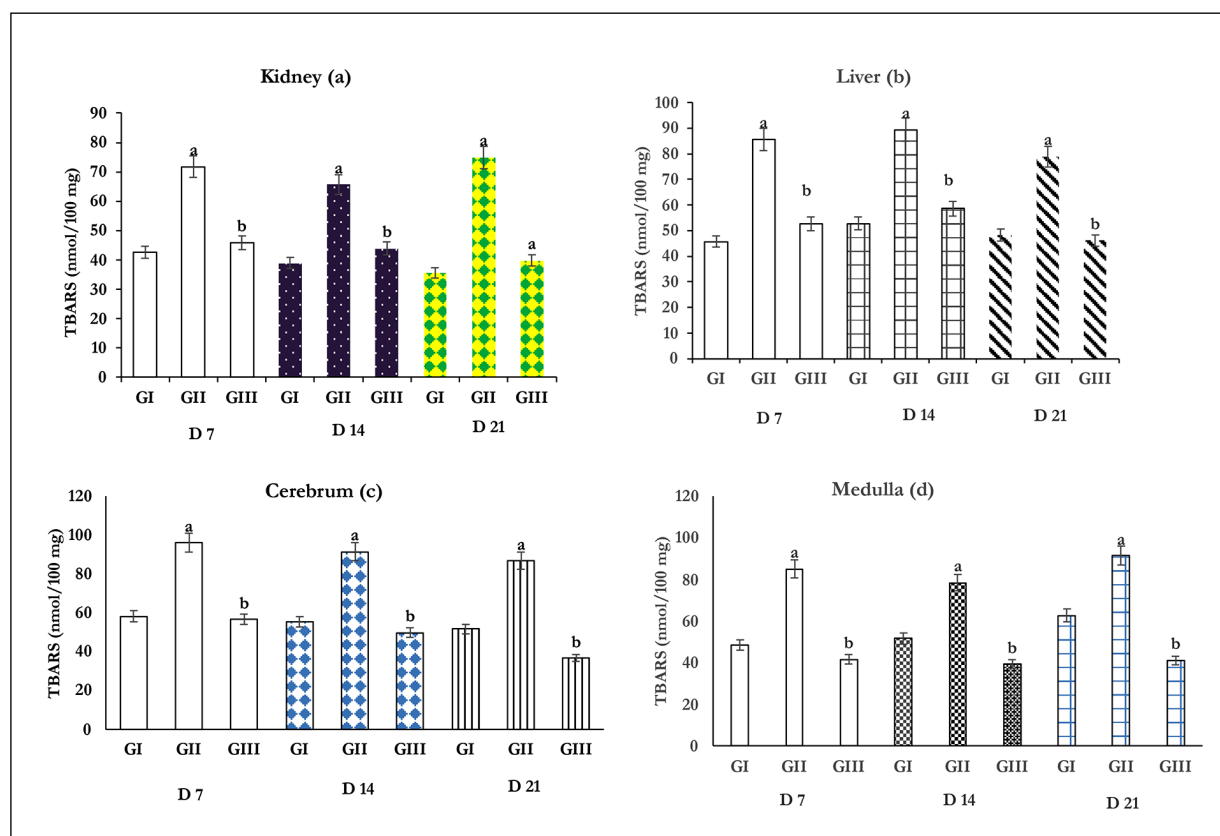 Kidney (a)
TBARS (nmol/100 mg)
90
80
70
60
50
40
30
20
10
0
a
b
a
b
a
a
GI GII GIII GI GII GIII GI GII GIII
D 7 D 14 D 21
Liver (b)
TBARS (nmol/100 mg)
100
90
80
70
60
50
40
30
20
10
0
a
b
a
b
a
b
GI GII GIII GI GII GIII GI GII GIII
D 7 D 14 D 21
Cerebrum (c)
TBARS (nmol/100 mg)
120
100
80
60
40
20
0
a
b
a
b
a
b
GI GII GIII GI GII GIII GI GII GIII
D 7 D 14 D 21
Medulla (d)
TBARS (nmol/100 mg)
120
100
80
60
40
20
0
a
b
a
b
a
b
GI GII GIII GI GII GIII GI GII GIII
D 7 D 14 D 21